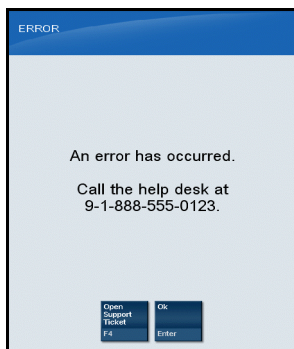 ERROR
An error has occurred.
Call the help desk at
9-1-888-555-0123.
Open
Support
Ticket
F4
Ok
Enter